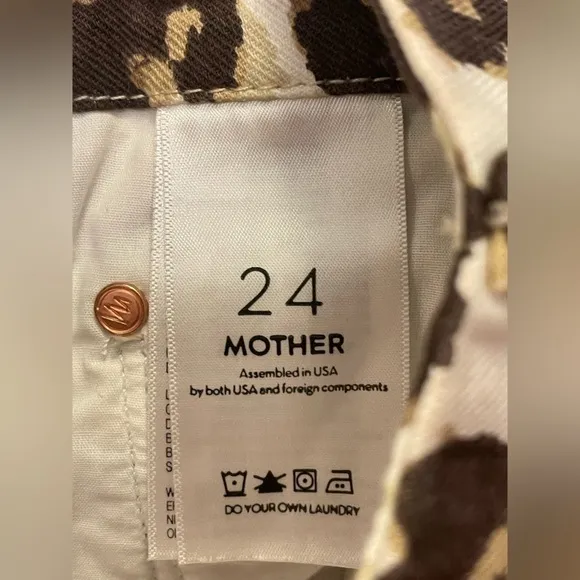 24
MOTHER
Assembled in USA
by both USA and foreign components
DO YOUR OWN LAUNDRY